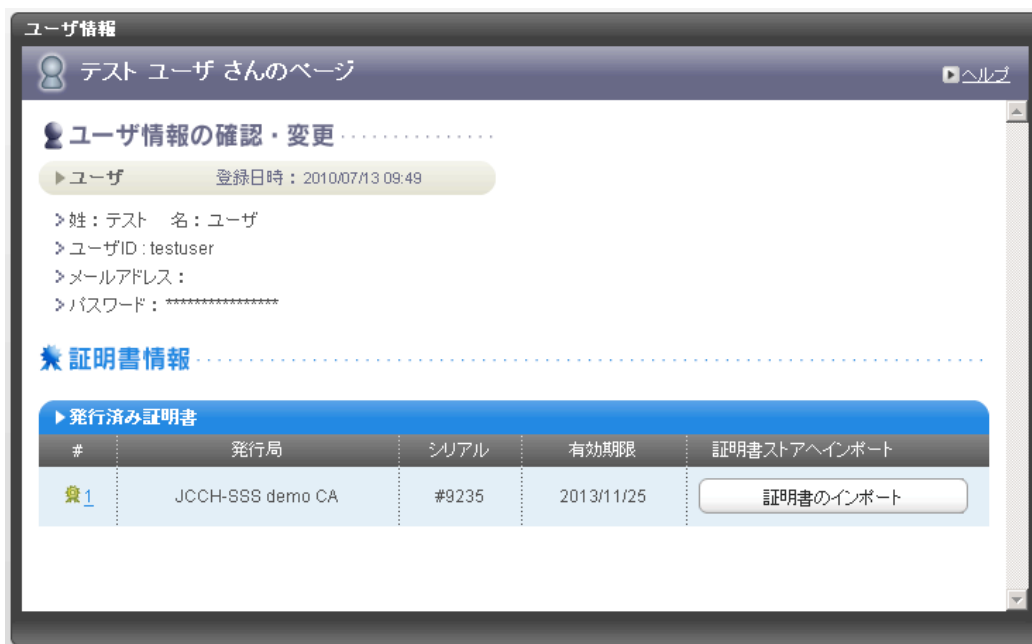 ユーザ情報
テスト ユーザ さんのページ
ヘルプ
ユーザ情報の確認・変更
ユーザ 登録日時：2010/07/13 09:49
姓：テスト 名：ユーザ
ユーザID : testuser
メールアドレス：
パスワード：****************
証明書情報
発行済み証明書
# 発行局 シリアル 有効期限 証明書ストアへインポート
1 JCCH-SSS demo CA #9235 2013/11/25 証明書のインポート